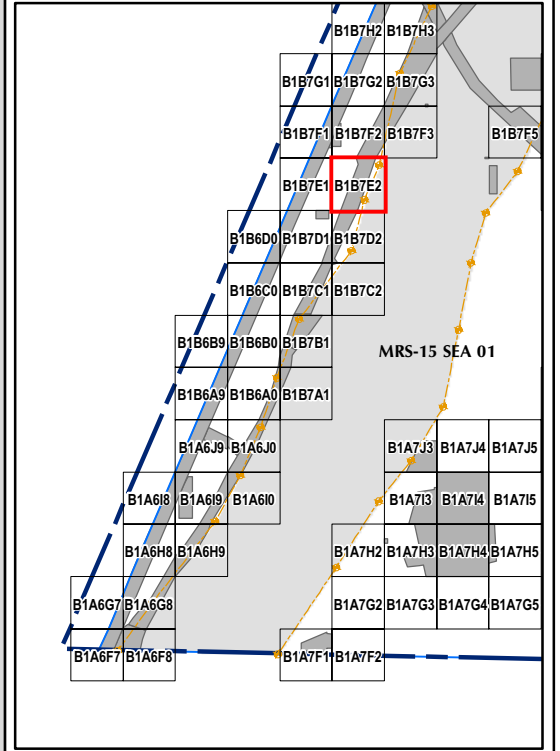 B1B7H2 B1B7H3
B1B7G1 B1B7G2 B1B7G3
B1B7F1 B1B7F2 B1B7F3 B1B7F5
B1B7E1 B1B7E2
B1B6D0 B1B7D1 B1B7D2
B1B6C0 B1B7C1 B1B7C2
B1B6B9 B1B6B0 B1B7B1
MRS-15 SEA 01
B1B6A9 B1B6A0 B1B7A1
B1A6J9 B1A6J0 B1A7J3 B1A7J4 B1A7J5
B1A6I8 B1A6I9 B1A6I0 B1A7I3 B1A7I4 B1A7I5
B1A6H8 B1A6H9 B1A7H2 B1A7H3 B1A7H4 B1A7H5
B1A6G7 B1A6G8 B1A7G2 B1A7G3 B1A7G4 B1A7G5
B1A6F7 B1A6F8 B1A7F1 B1A7F2